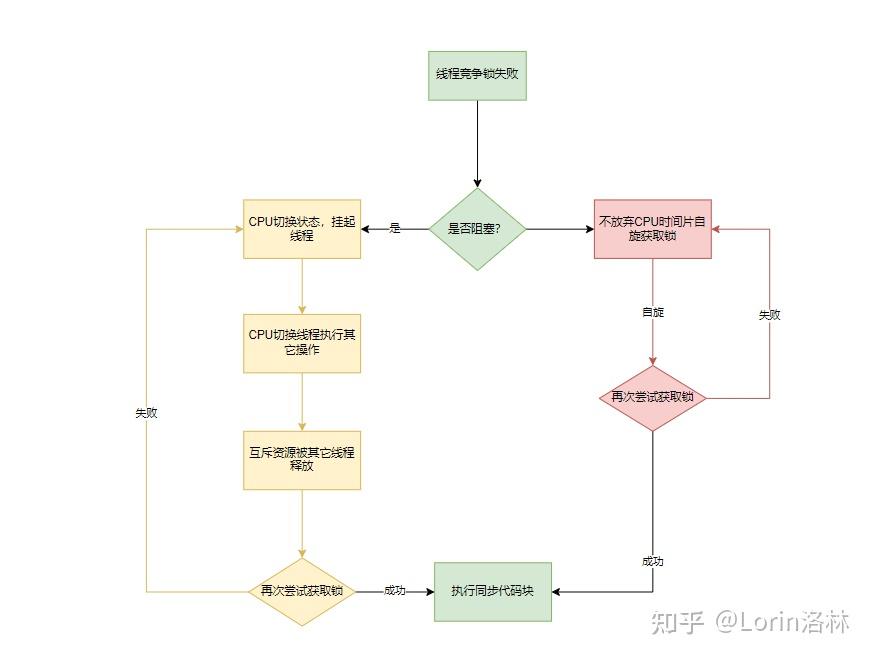 线程竞争锁失败
CPU切换状态，挂起
线程
是
是否阻塞？
不放弃CPU时间片自
旋获取锁
自旋
失败
CPU切换线程执行其
它操作
再次尝试获取锁
失败
互斥资源被其它线程
释放
成功
再次尝试获取锁
成功
执行同步代码块
知乎 @Lorin洛林